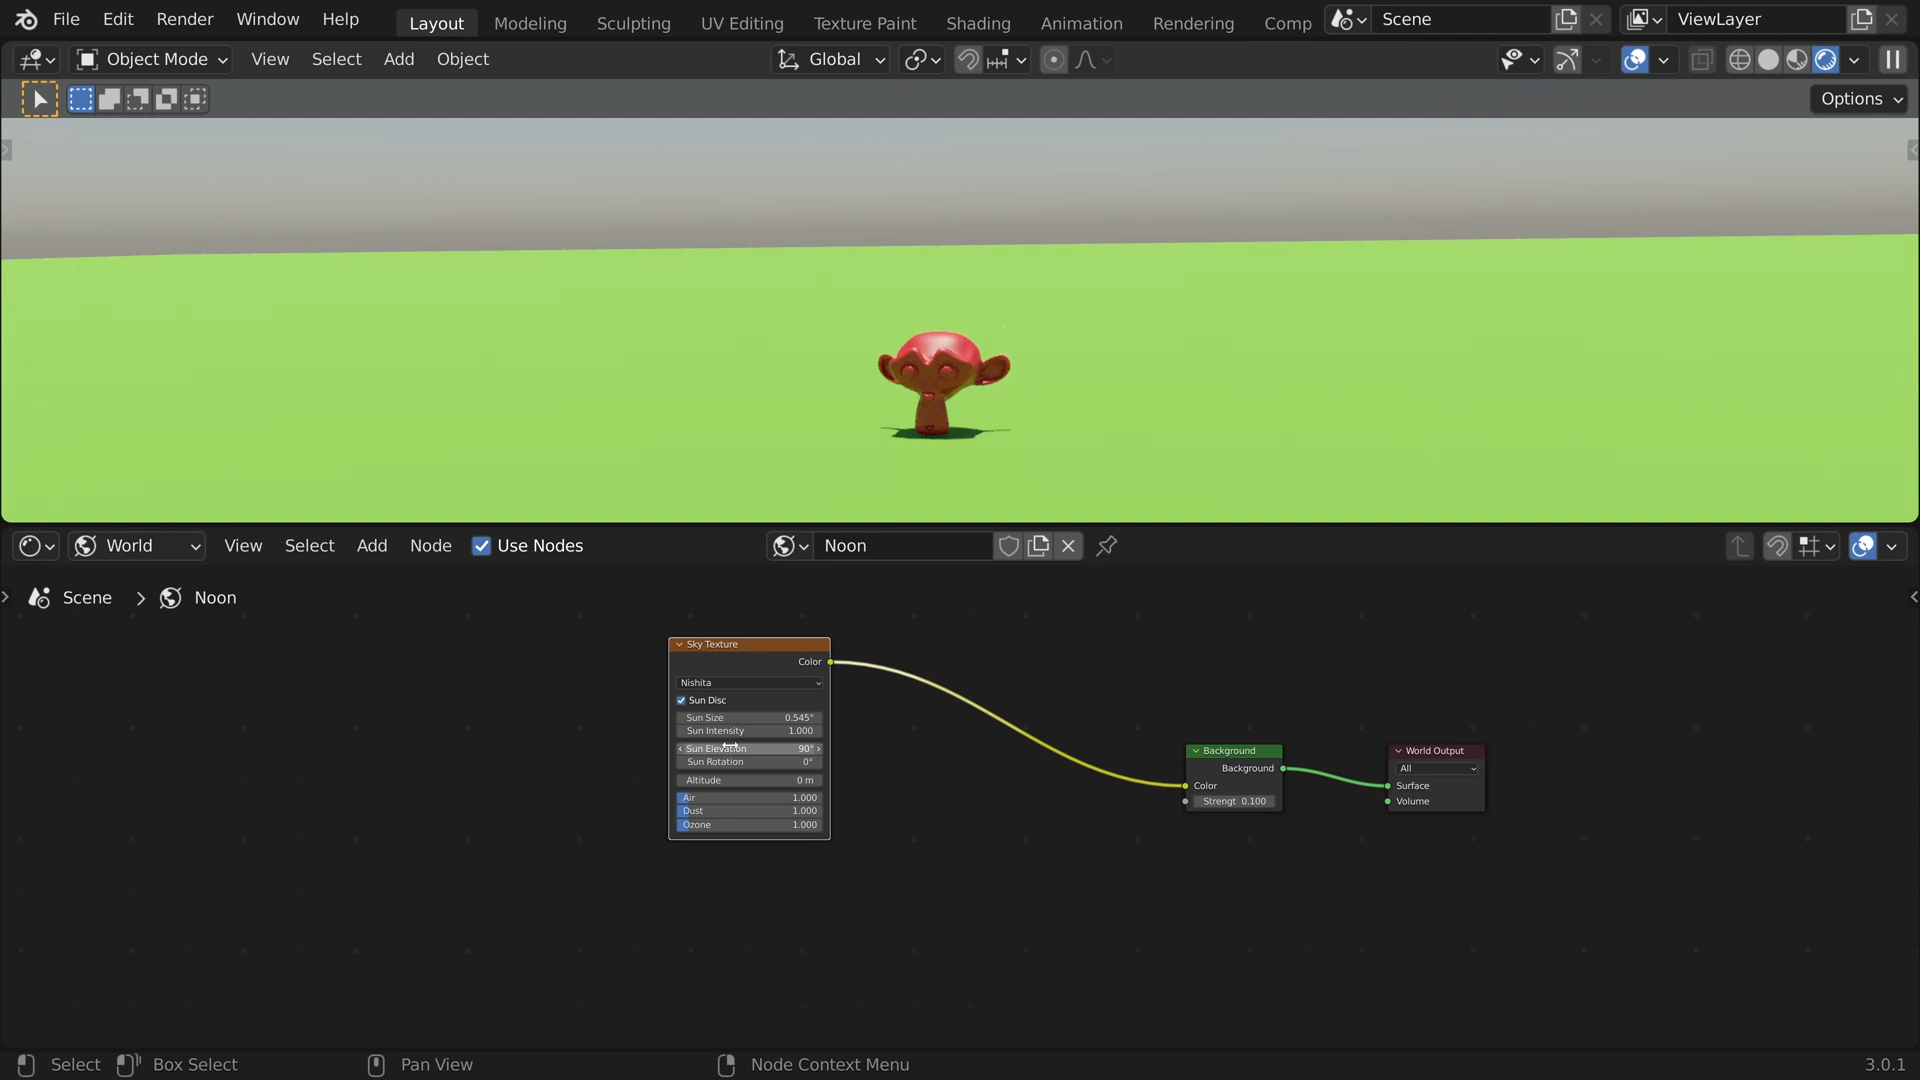 File Edit Render Window Help Layout Modeling Sculpting UV Editing Texture Paint Shading Animation Rendering Comp Scene ViewLayer
Object Mode View Select Add Object Global
Options
World View Select Add Node Use Nodes Noon
Scene Noon
Sky Texture
Color
Nishita
Sun Disc
Sun Size 0.545°
Sun Intensity 1.000
Sun Elevation 90°
Sun Rotation 0°
Altitude 0 m
Air 1.000
Dust 1.000
Ozone 1.000
Background
Background
Color
Strengt 0.100
World Output
All
Surface
Volume
Select Box Select Pan View Node Context Menu 3.0.1